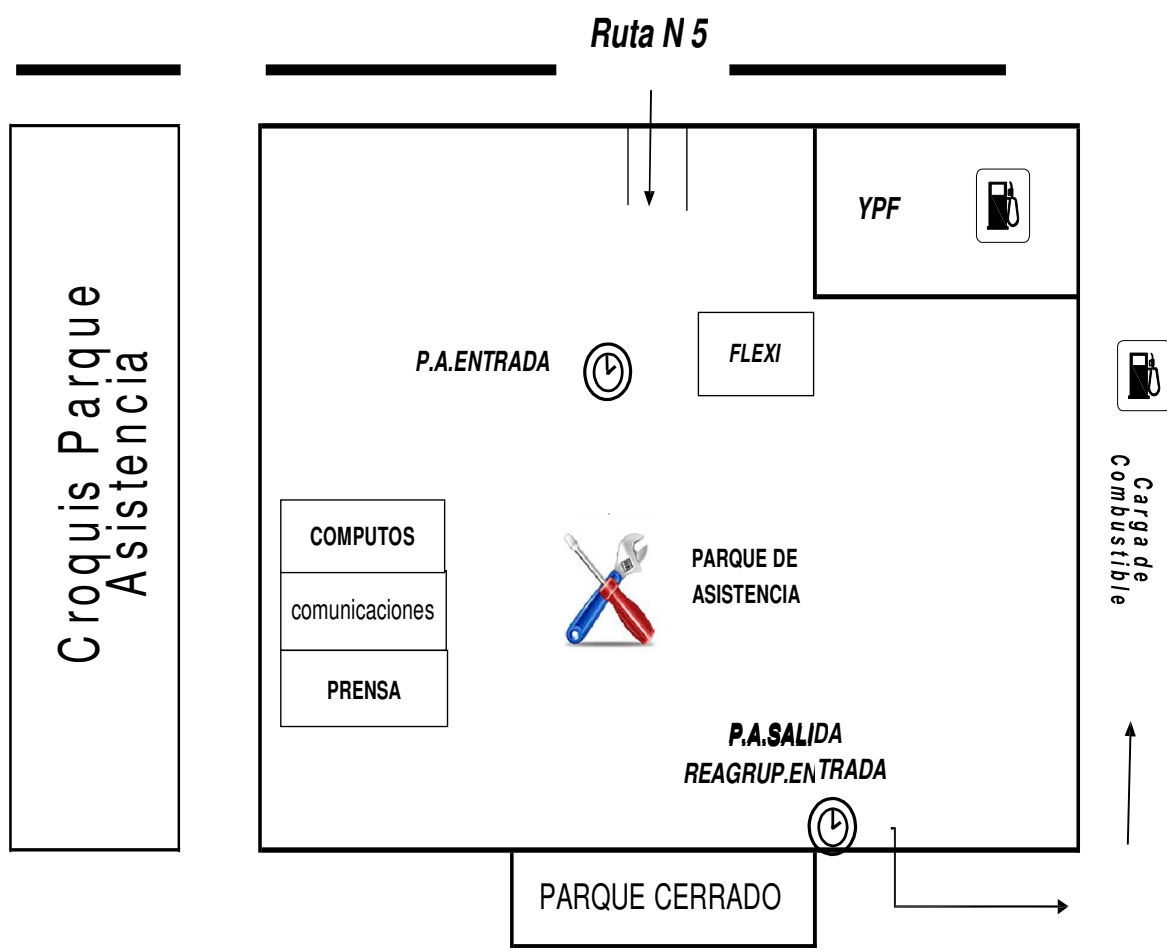 Ruta N 5
Croquis Parque
Asistencia
YPF
P.A.ENTRADA
FLEXI
Carga de
Combustible
COMPUTOS
comunicaciones
PRENSA
PARQUE DE
ASISTENCIA
P.A.SALIDA
REAGRUP.ENTRADA
PARQUE CERRADO